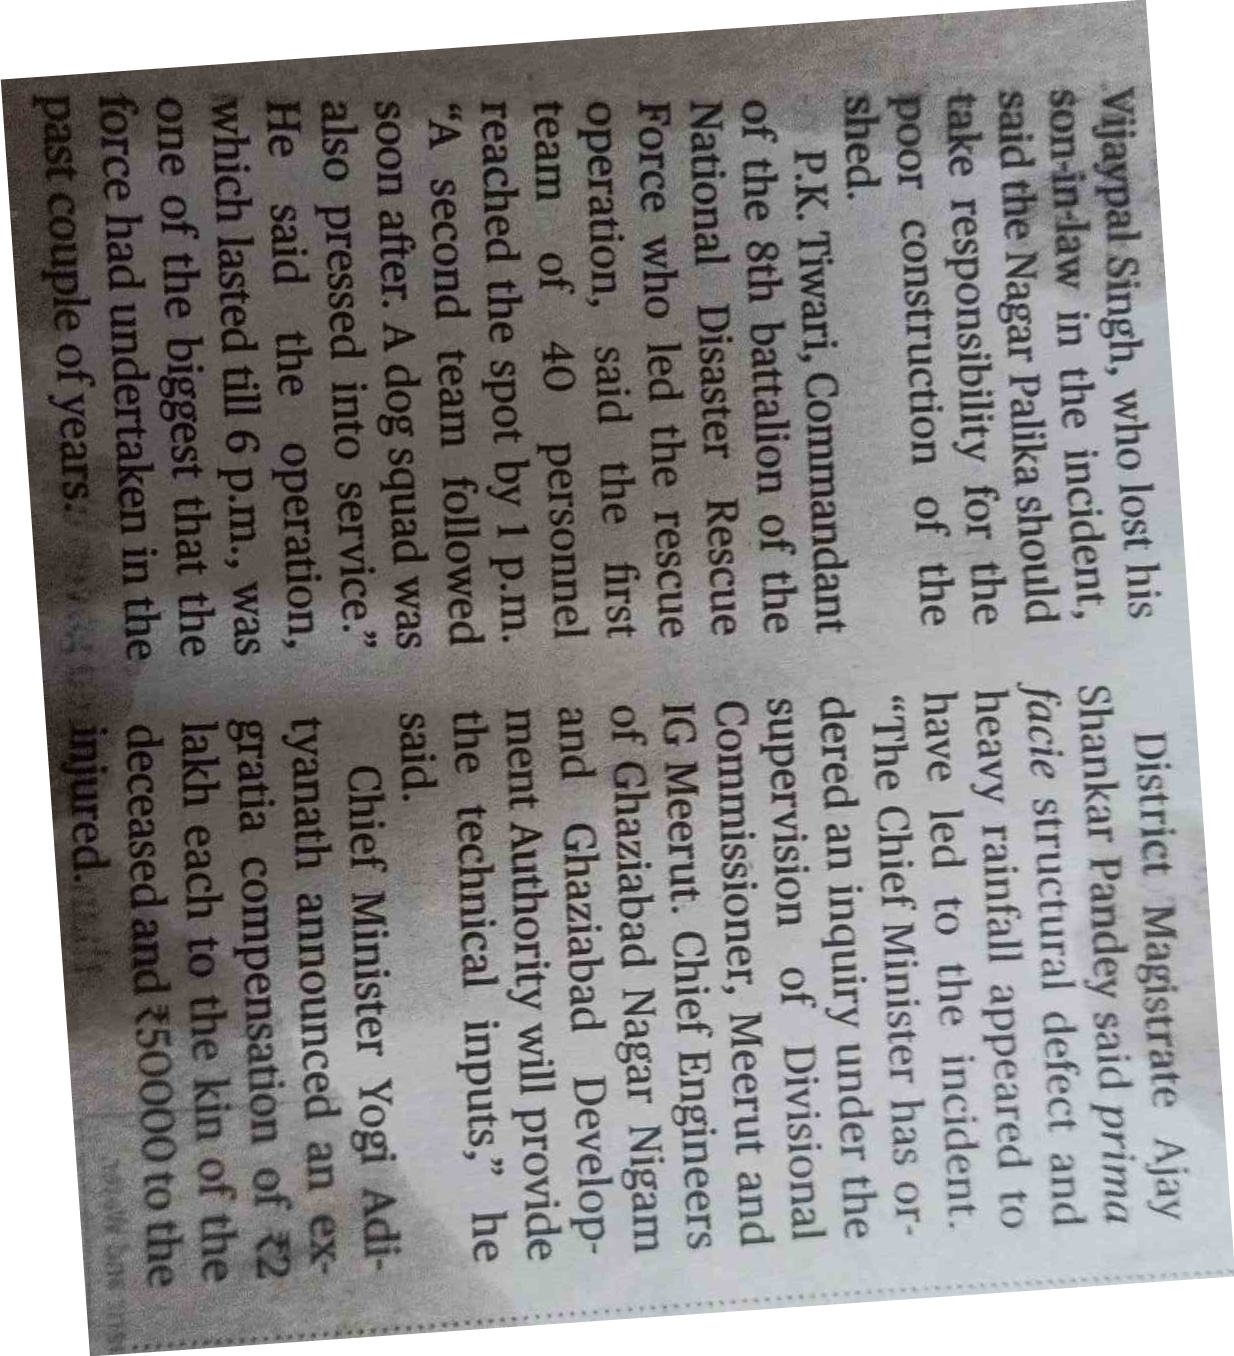 Vijaypal Singh, who lost his
son-in-law in the incident,
said the Nagar Palika should
take responsibility for the
poor construction of the
shed.
P.K. Tiwari, Commandant
of the 8th battalion of the
National Disaster Rescue
Force who led the rescue
operation, said the first
team of 40 personnel
reached the spot by 1 p.m.
“A second team followed
soon after. A dog squad was
also pressed into service.”
He said the operation,
which lasted till 6 p.m., was
one of the biggest that the
force had undertaken in the
past couple of years.
District Magistrate Ajay
Shankar Pandey said prima
facie structural defect and
heavy rainfall appeared to
have led to the incident.
“The Chief Minister has or-
dered an inquiry under the
supervision of Divisional
Commissioner, Meerut and
IG Meerut. Chief Engineers
of Ghaziabad Nagar Nigam
and Ghaziabad Develop-
ment Authority will provide
the technical inputs,” he
said.
Chief Minister Yogi Adi-
tyanath announced an ex-
gratia compensation of ₹2
lakh each to the kin of the
deceased and ₹50000 to the
injured.